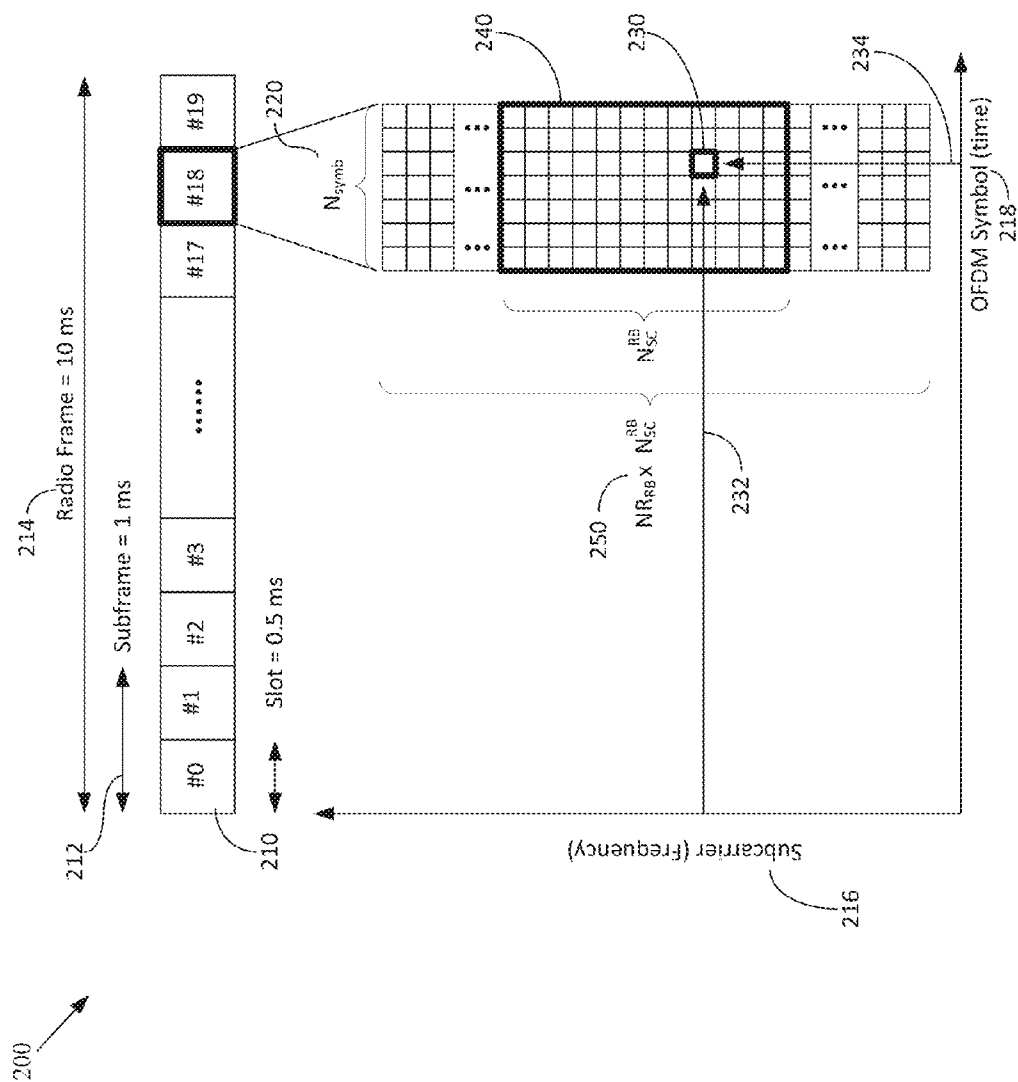 200
214
Radio Frame = 10 ms
212
Subframe = 1 ms
#0 #1 #2 #3 ...... #17 #18 #19
210
Slot = 0.5 ms
220
N_symb
240
...
...
...
230
N_SC^RB
250
NR_RB x N_SC^RB
232
...
...
...
234
Subcarrier (Frequency)
216
OFDM Symbol (time)
218